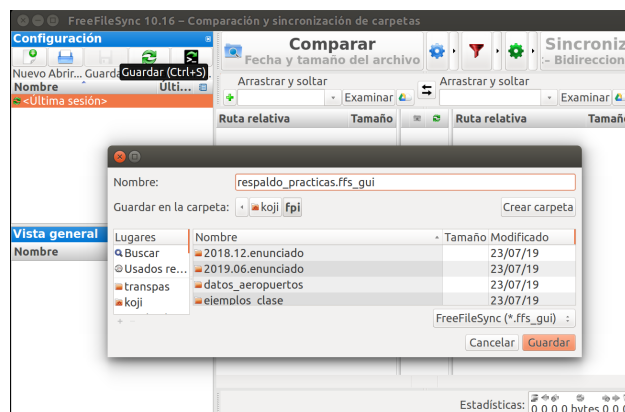 FreeFileSync 10.16 – Comparación y sincronización de carpetas
Configuración
Nuevo Abrir... Guarda
Guardar (Ctrl+S)
Nombre Últi...
<Última sesión>
Vista general
Nombre
Comparar
Fecha y tamaño del archivo
Sincroniz
:- Bidireccion
Arrastrar y soltar
Examinar
Arrastrar y soltar
Examinar
Ruta relativa Tamaño
Ruta relativa Tamañ
Nombre: respaldo_practicas.ffs_gui
Guardar en la carpeta: koji fpi Crear carpeta
Lugares
Buscar
Usados re...
transpas
koji
Nombre Tamaño Modificado
2018.12.enunciado 23/07/19
2019.06.enunciado 23/07/19
datos_aeropuertos 23/07/19
ejemplos_clase 23/07/19
FreeFileSync (*.ffs_gui)
Cancelar Guardar
Estadísticas: 0 0 0 0 bytes 0 0 0